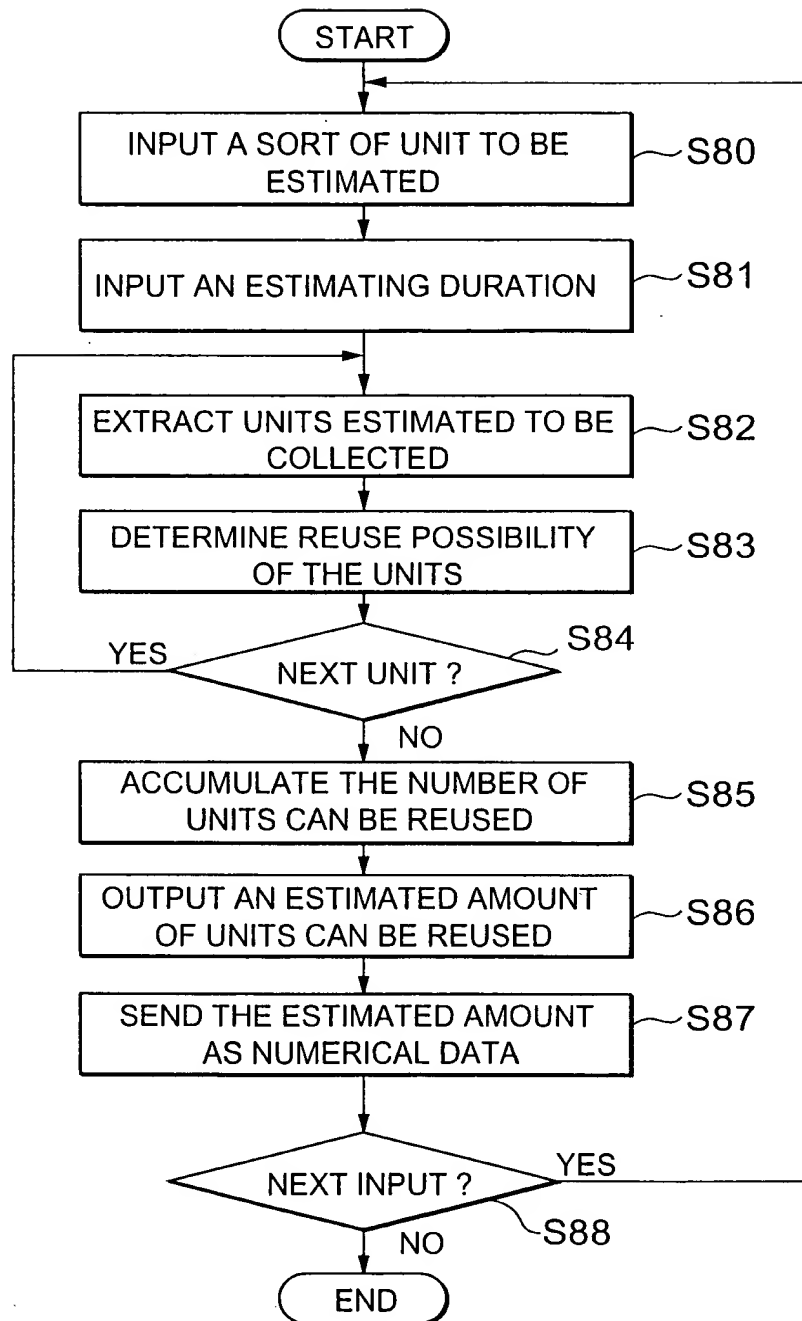 START
INPUT A SORT OF UNIT TO BE
ESTIMATED
S80
INPUT AN ESTIMATING DURATION
S81
EXTRACT UNITS ESTIMATED TO BE
COLLECTED
S82
DETERMINE REUSE POSSIBILITY
OF THE UNITS
S83
YES
NEXT UNIT ?
S84
NO
ACCUMULATE THE NUMBER OF
UNITS CAN BE REUSED
S85
OUTPUT AN ESTIMATED AMOUNT
OF UNITS CAN BE REUSED
S86
SEND THE ESTIMATED AMOUNT
AS NUMERICAL DATA
S87
NEXT INPUT ?
YES
S88
NO
END